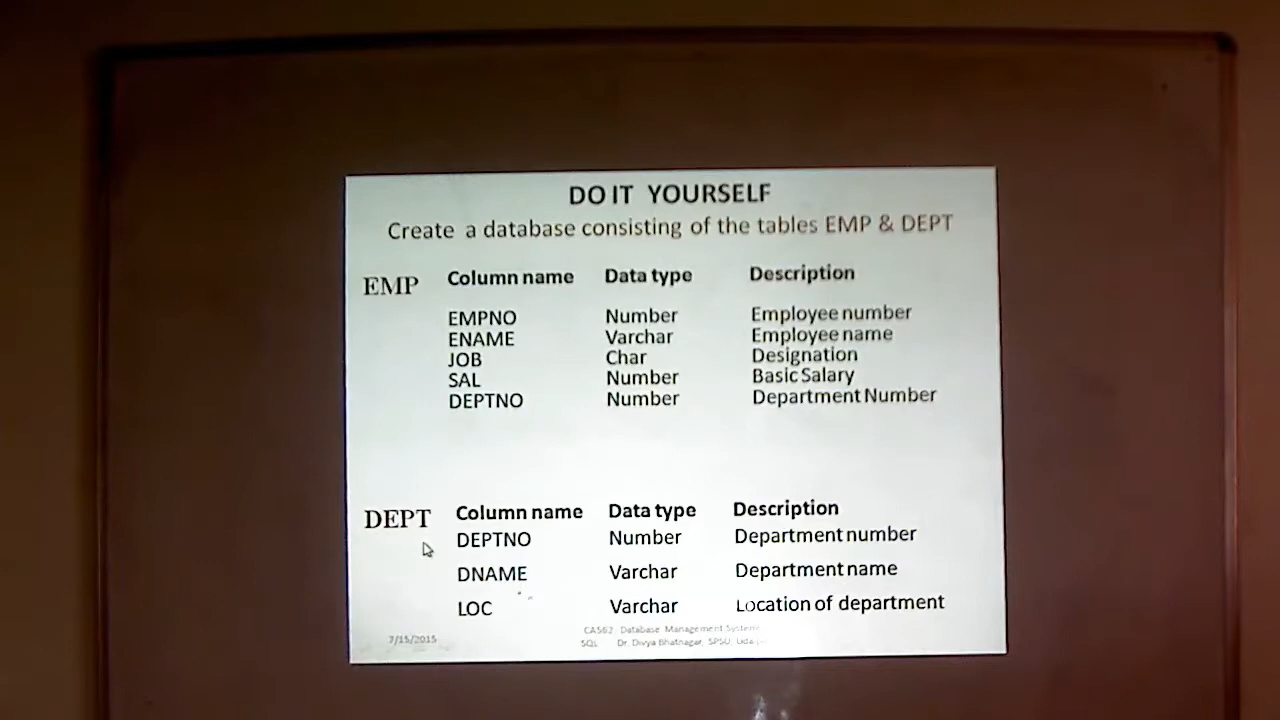 DO IT YOURSELF
Create a database consisting of the tables EMP & DEPT
EMP Column name Data type Description
EMPNO Number Employee number
ENAME Varchar Employee name
JOB Char Designation
SAL Number Basic Salary
DEPTNO Number Department Number
DEPT Column name Data type Description
DEPTNO Number Department number
DNAME Varchar Department name
LOC Varchar Location of department
7/15/2015 CA562 Database Management Systems
SQL Dr. Divya Bhatnagar, SPSU,